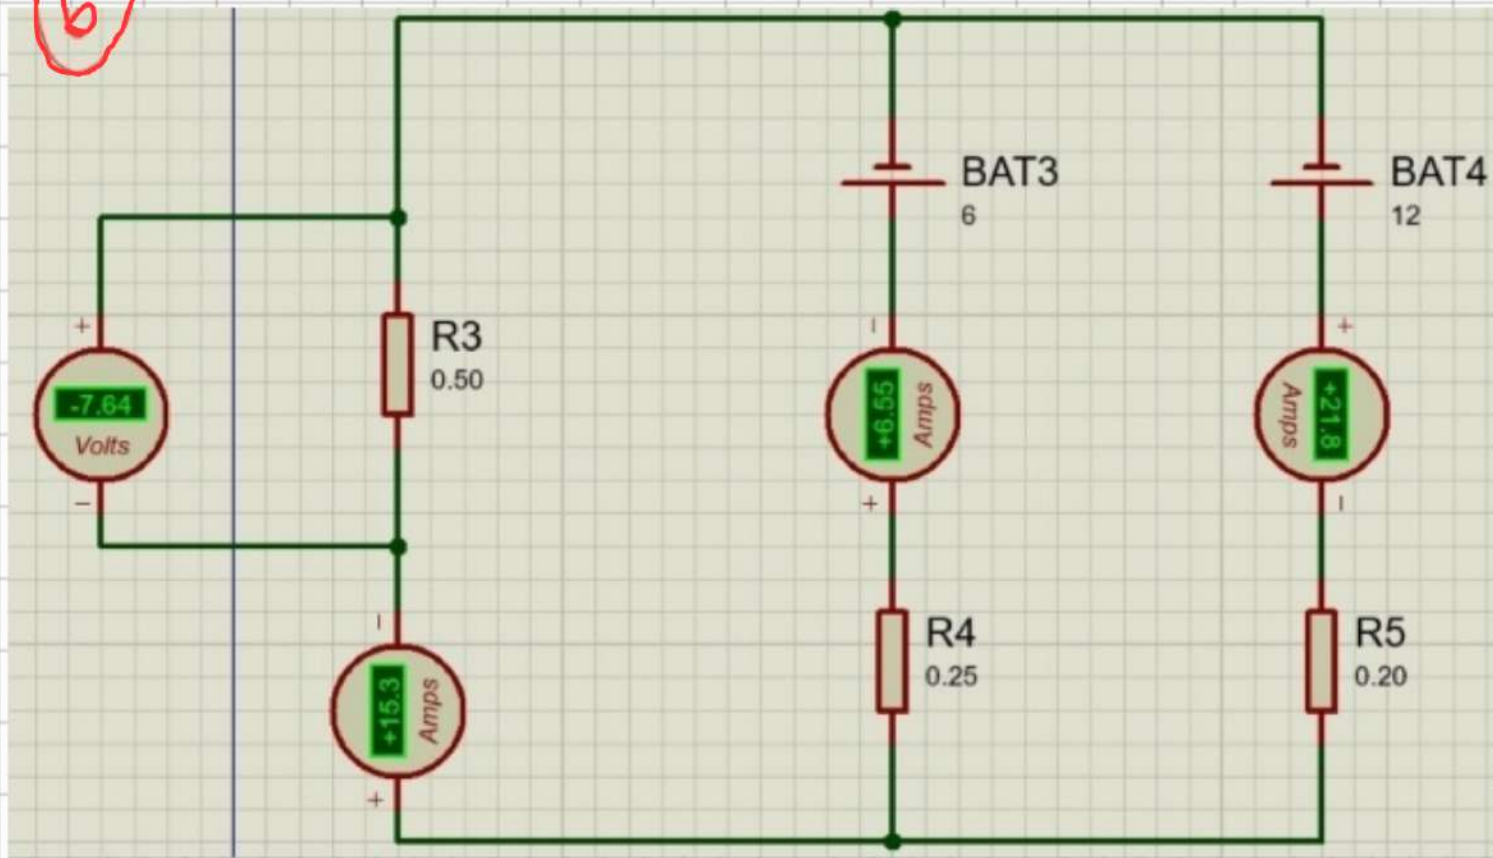 6
BAT3
6
BAT4
12
+
-7.64
Volts
−
R3
0.50
−
+6.55
Amps
+
+
+21.8
Amps
−
−
+15.3
Amps
+
R4
0.25
R5
0.20